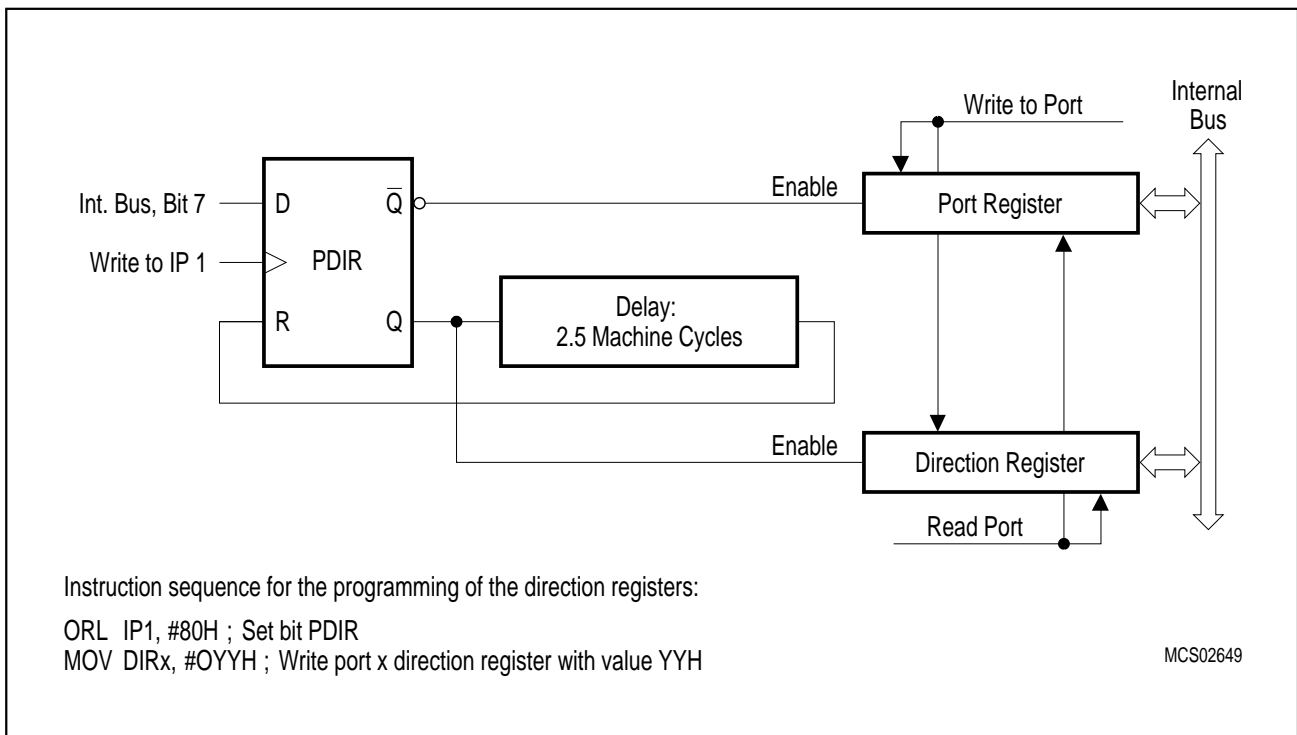 Write to Port
Internal
Bus
Int. Bus, Bit 7
D
Q̅
Enable
Port Register
Write to IP 1
PDIR
R
Q
Delay:
2.5 Machine Cycles
Enable
Direction Register
Read Port
Instruction sequence for the programming of the direction registers:
ORL IP1, #80H ; Set bit PDIR
MOV DIRx, #OYYH ; Write port x direction register with value YYH
MCS02649